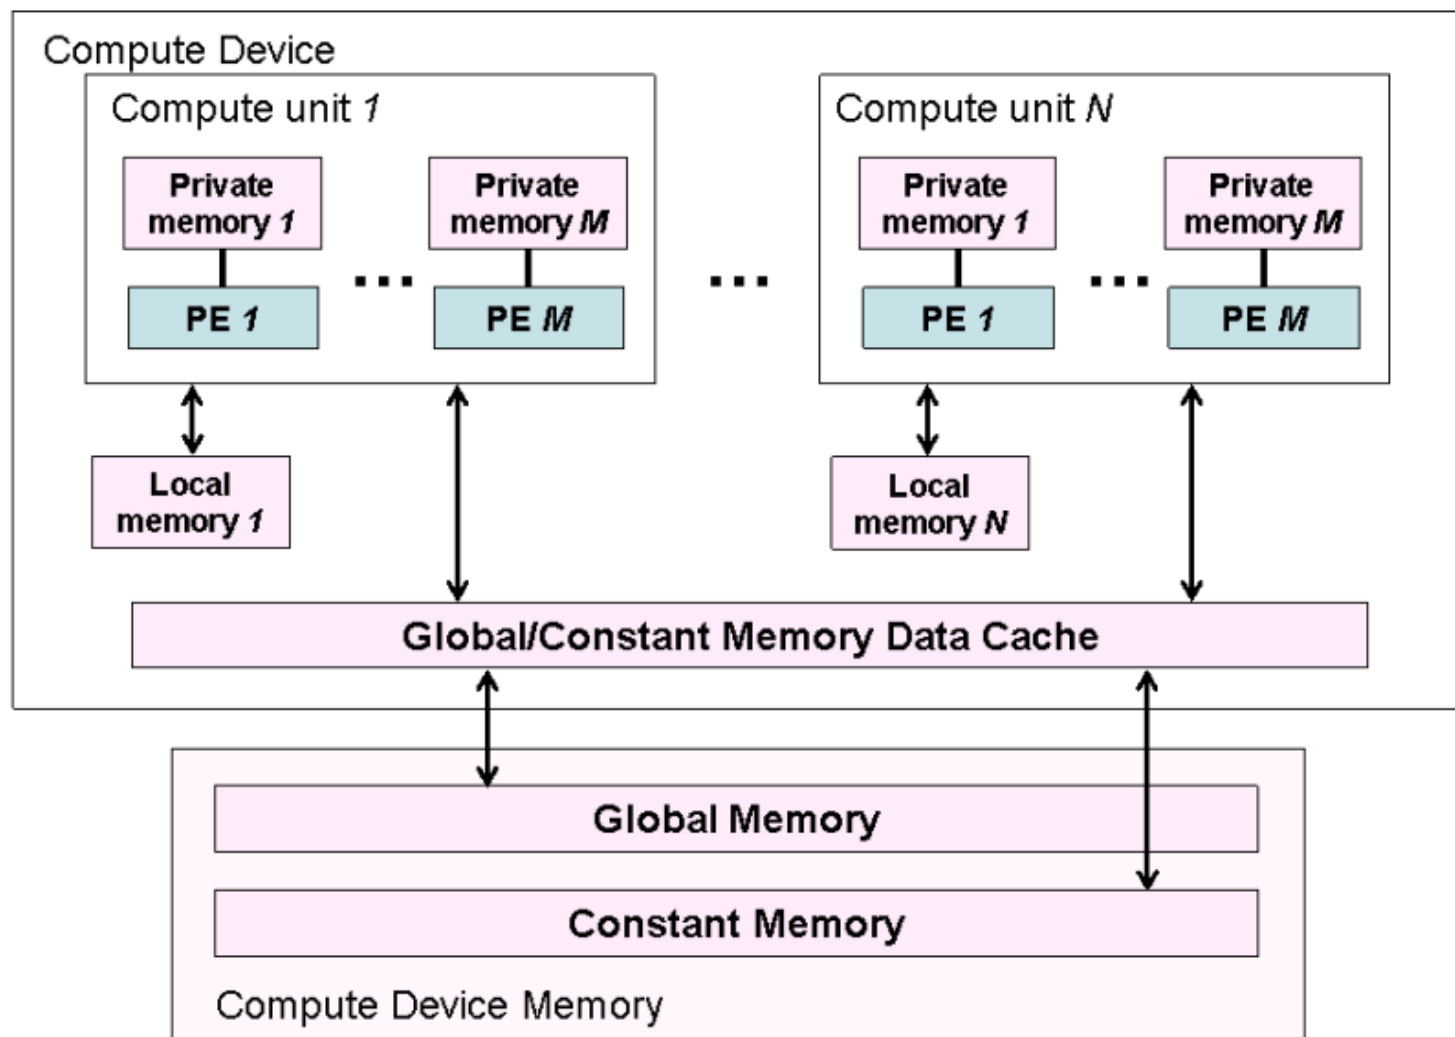 Compute Device
Compute unit 1
Compute unit N
Private
memory 1
Private
memory M
Private
memory 1
Private
memory M
...
...
...
PE 1
PE M
PE 1
PE M
Local
memory 1
Local
memory N
Global/Constant Memory Data Cache
Global Memory
Constant Memory
Compute Device Memory